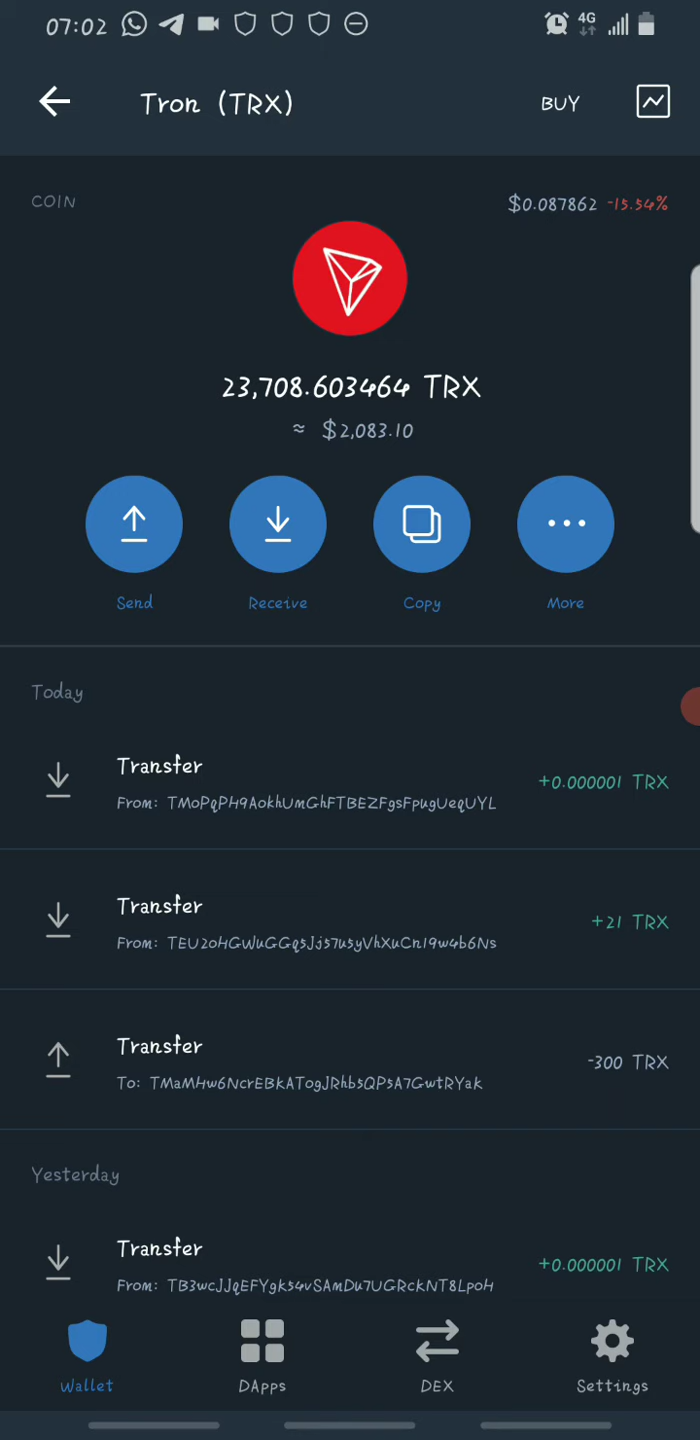 07:02
4G
Tron (TRX)
BUY
COIN
$0.087862 -15.54%
23,708.603464 TRX
≈ $2,083.10
Send
Receive
Copy
More
Today
Transfer
+0.000001 TRX
From: TMoPqPH9AokhUmGhFTBEZFgsFpugUeqUYL
Transfer
+21 TRX
From: TEU2oHGWuGGq5Jj57u5yVhXuCn19w4b6Ns
Transfer
-300 TRX
To: TMaMHw6NcrEBkATogJRhb5QP5A7GwtRYak
Yesterday
Transfer
+0.000001 TRX
From: TB3wcJJqEFYgk54vSAmDu7UGRckNT8LpoH
Wallet
DApps
DEX
Settings